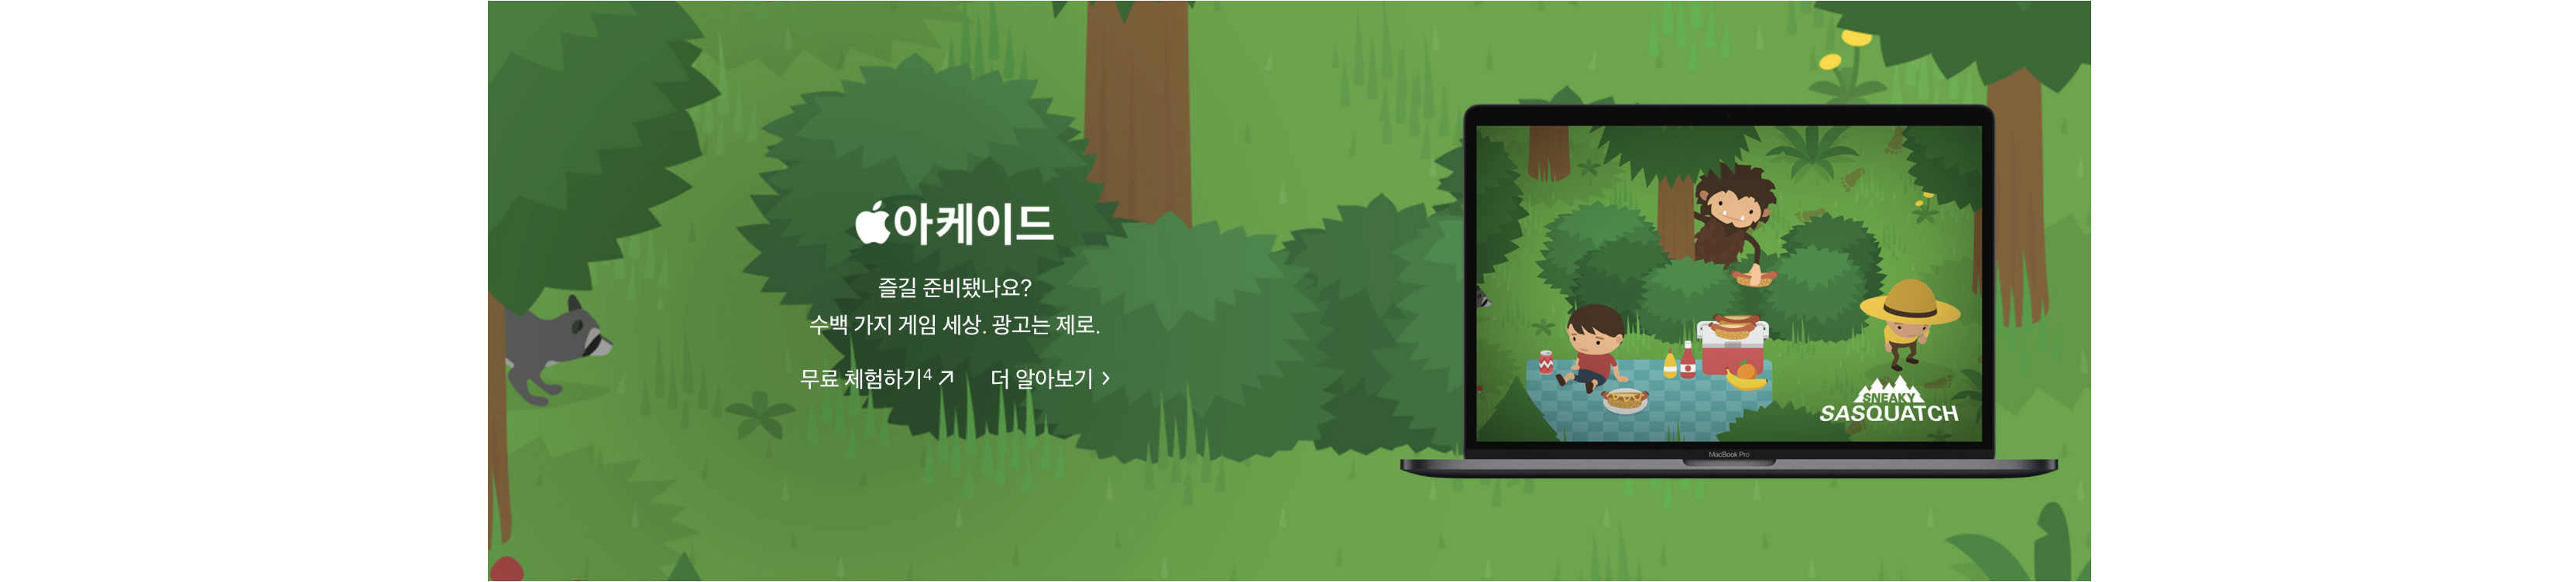 아케이드
즐길 준비됐나요?
수백 가지 게임 세상. 광고는 제로.
무료 체험하기4 더 알아보기
SNEAKY
SASQUATCH
MacBook Pro